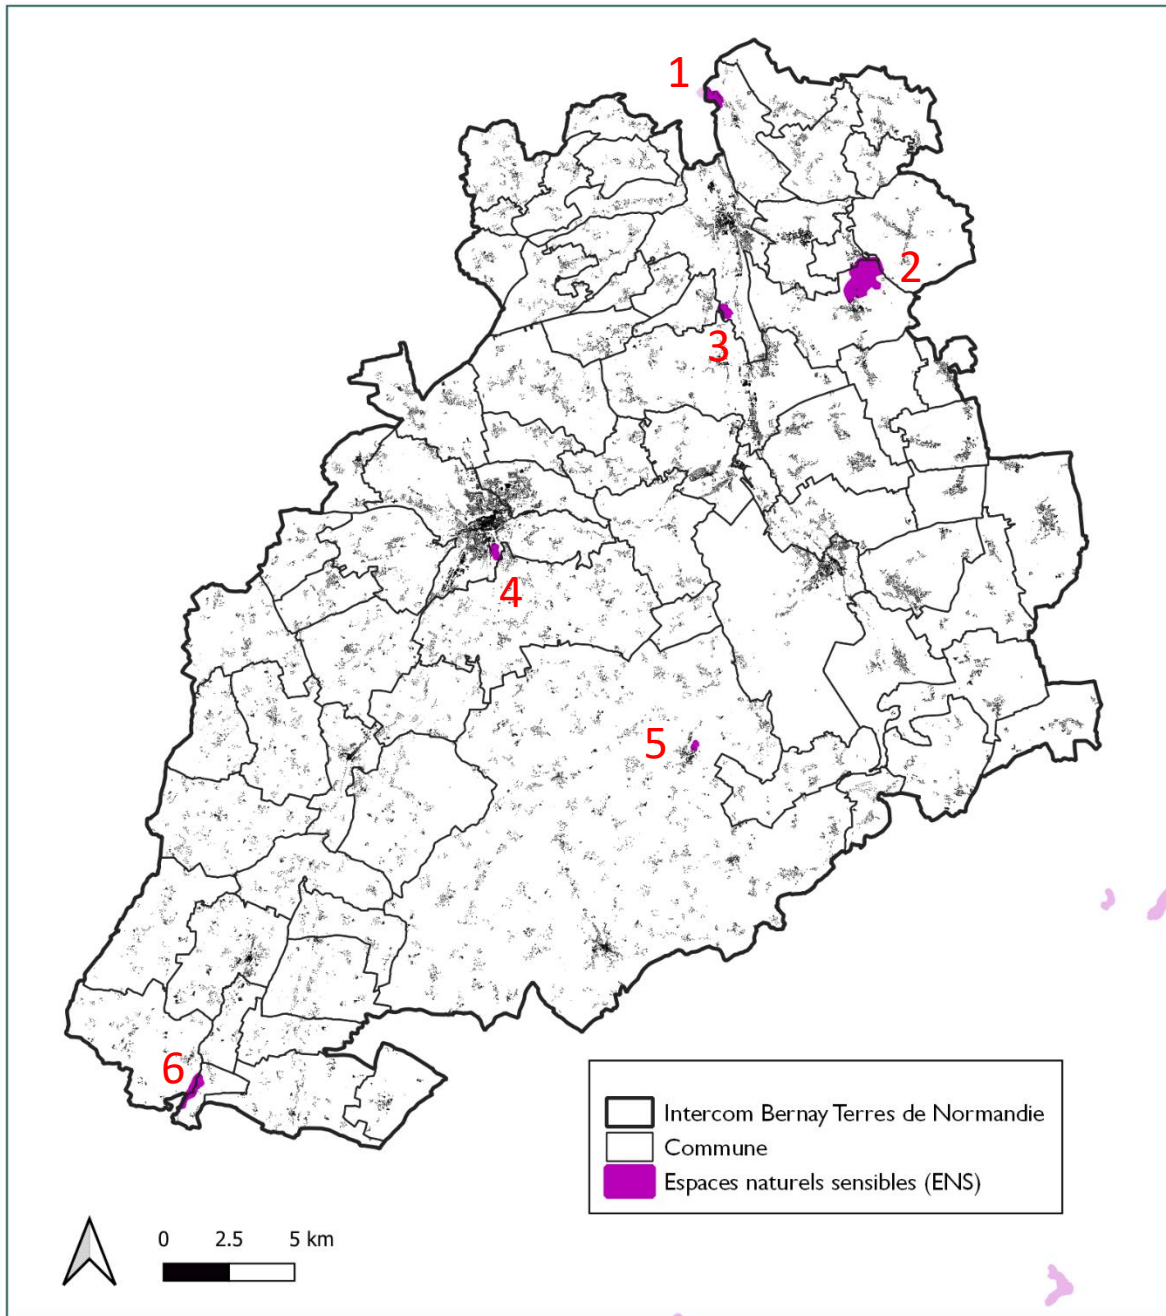 1
2
3
4
5
6
Intercom Bernay Terres de Normandie
Commune
Espaces naturels sensibles (ENS)
0 2.5 5 km